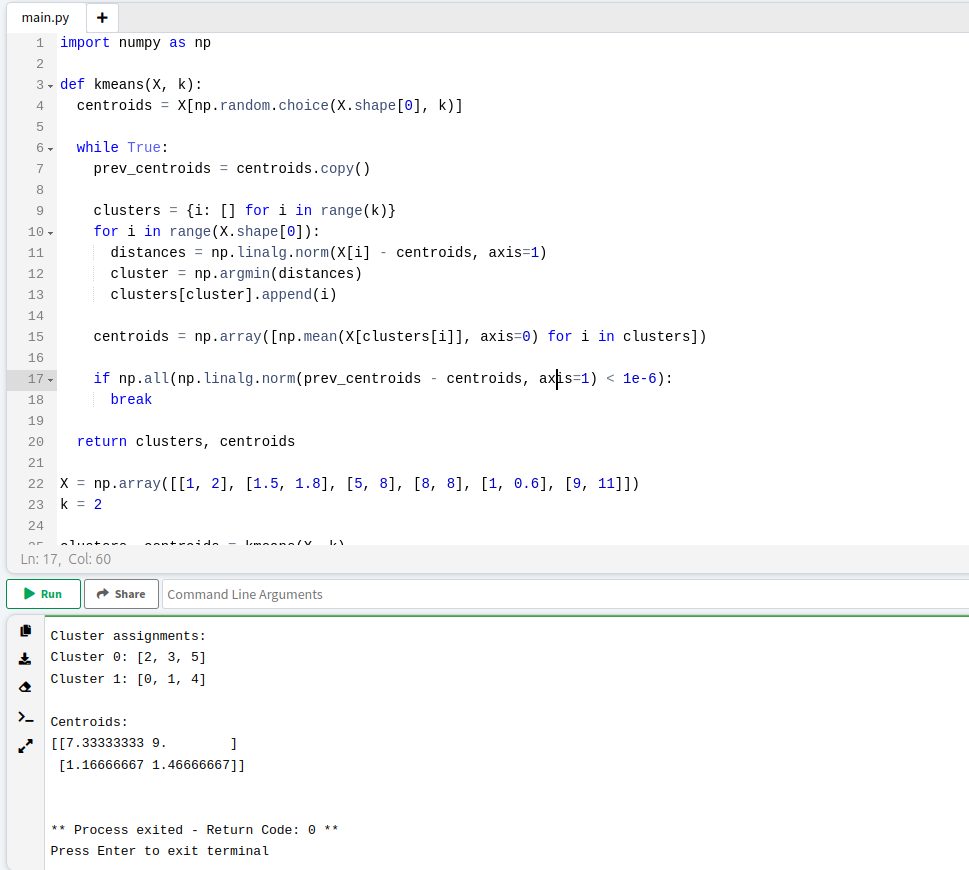 main.py +
1 import numpy as np
2
3 def kmeans(X, k):
4   centroids = X[np.random.choice(X.shape[0], k)]
5
6   while True:
7     prev_centroids = centroids.copy()
8
9     clusters = {i: [] for i in range(k)}
10     for i in range(X.shape[0]):
11       distances = np.linalg.norm(X[i] - centroids, axis=1)
12       cluster = np.argmin(distances)
13       clusters[cluster].append(i)
14
15     centroids = np.array([np.mean(X[clusters[i]], axis=0) for i in clusters])
16
17     if np.all(np.linalg.norm(prev_centroids - centroids, axis=1) < 1e-6):
18       break
19
20   return clusters, centroids
21
22 X = np.array([[1, 2], [1.5, 1.8], [5, 8], [8, 8], [1, 0.6], [9, 11]])
23 k = 2
24
25 clusters, centroids = kmeans(X, k)
Ln: 17, Col: 60
Run Share Command Line Arguments
Cluster assignments:
Cluster 0: [2, 3, 5]
Cluster 1: [0, 1, 4]
Centroids:
[[7.33333333 9.        ]
 [1.16666667 1.46666667]]
** Process exited - Return Code: 0 **
Press Enter to exit terminal